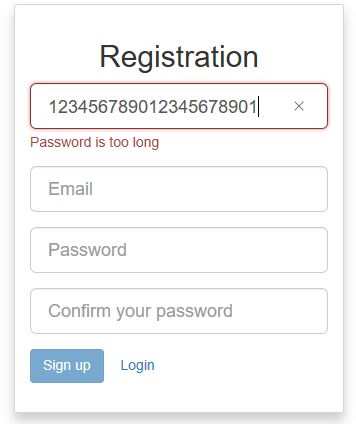 Registration
123456789012345678901
Password is too long
Email
Password
Confirm your password
Sign up Login